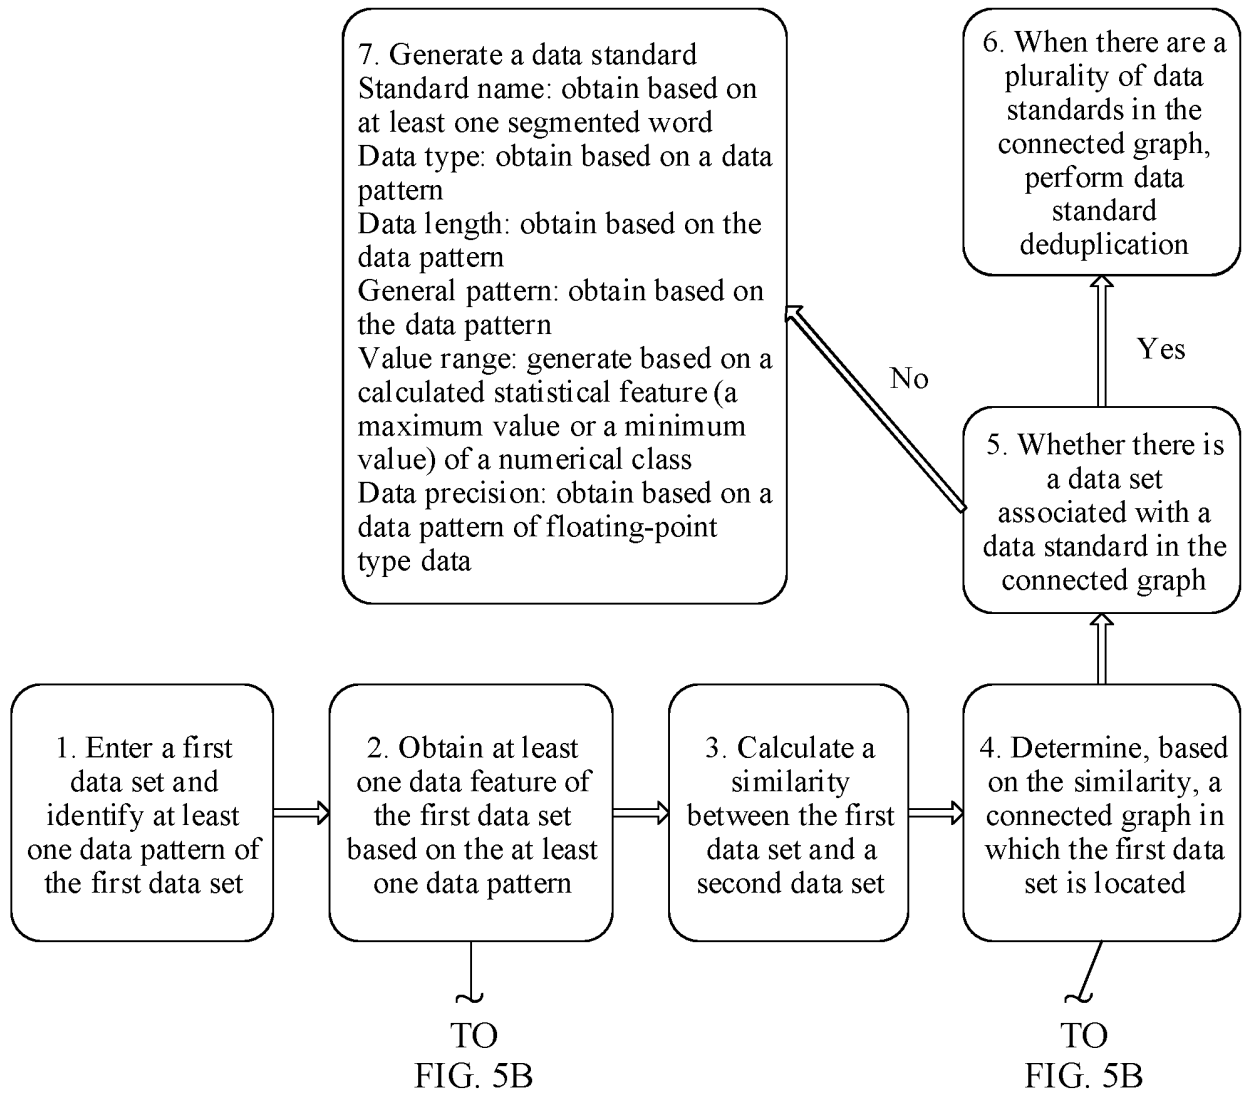 7. Generate a data standard
Standard name: obtain based on
at least one segmented word
Data type: obtain based on a data
pattern
Data length: obtain based on the
data pattern
General pattern: obtain based on
the data pattern
Value range: generate based on a
calculated statistical feature (a
maximum value or a minimum
value) of a numerical class
Data precision: obtain based on a
data pattern of floating-point
type data
6. When there are a
plurality of data
standards in the
connected graph,
perform data
standard
deduplication
No
Yes
5. Whether there is
a data set
associated with a
data standard in the
connected graph
1. Enter a first
data set and
identify at least
one data pattern of
the first data set
2. Obtain at least
one data feature of
the first data set
based on the at least
one data pattern
3. Calculate a
similarity
between the first
data set and a
second data set
4. Determine, based
on the similarity, a
connected graph in
which the first data
set is located
TO
FIG. 5B
TO
FIG. 5B